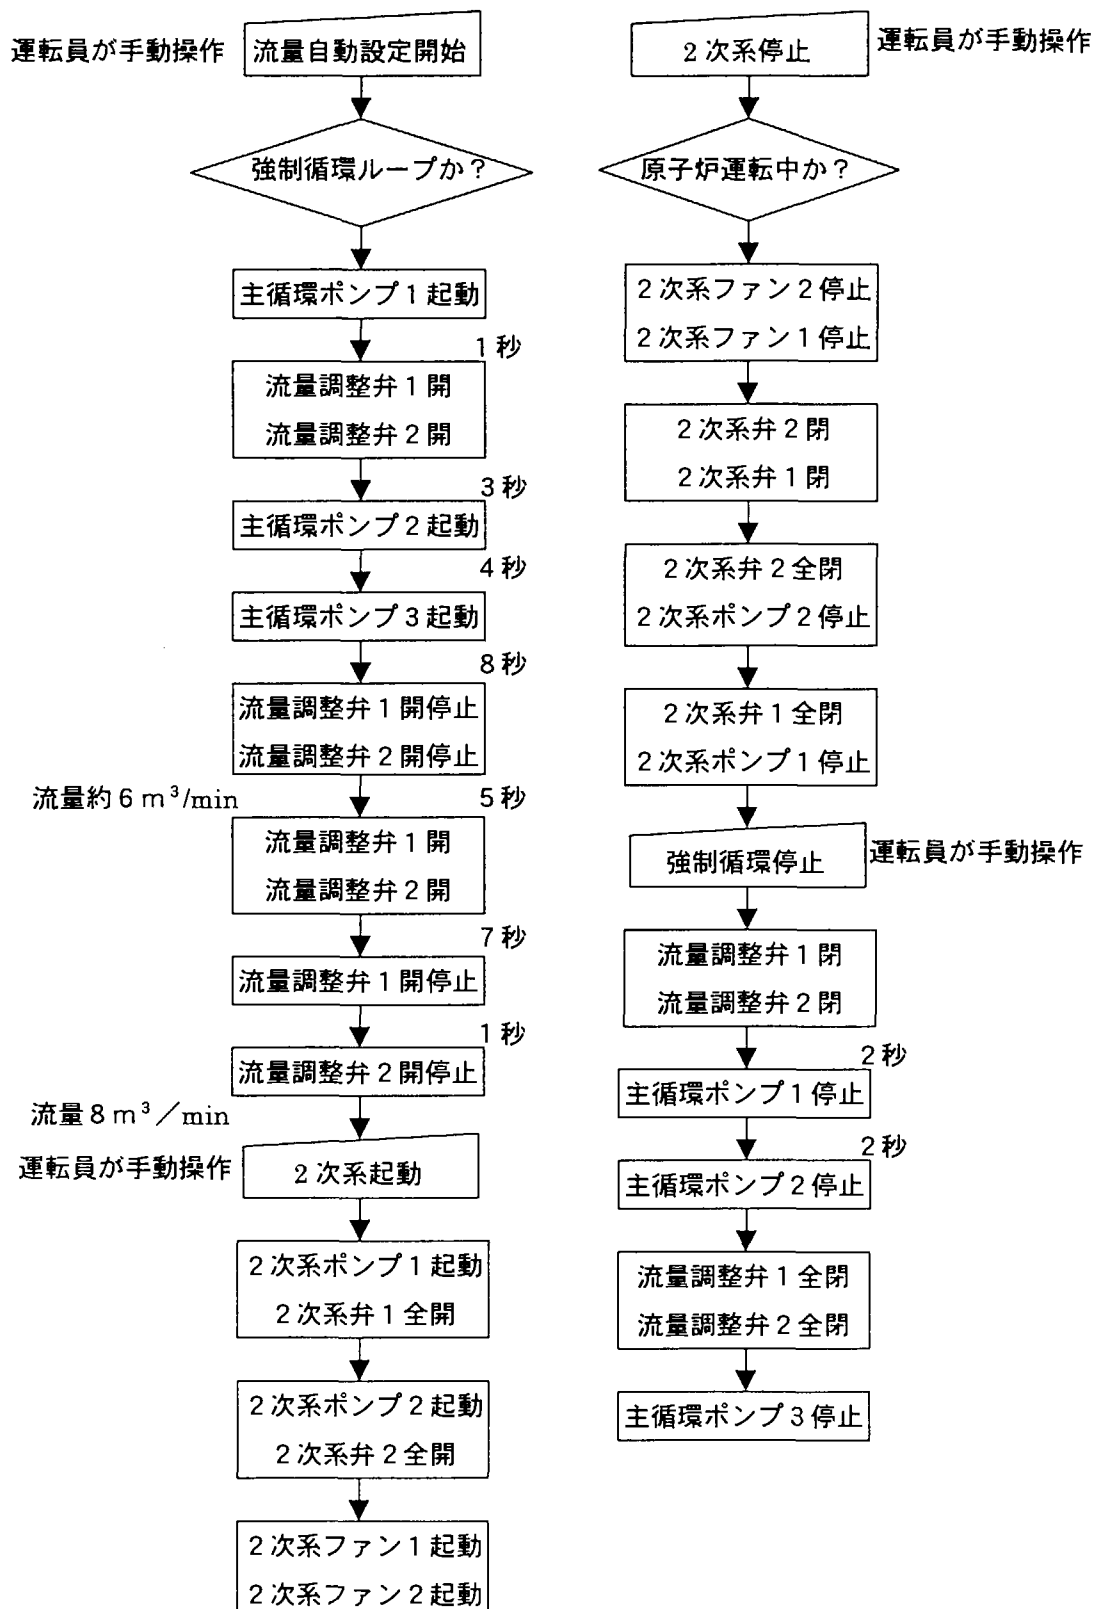 運転員が手動操作
流量自動設定開始
強制循環ループか？
主循環ポンプ１起動
１秒
流量調整弁１開
流量調整弁２開
３秒
主循環ポンプ２起動
４秒
主循環ポンプ３起動
８秒
流量調整弁１開停止
流量調整弁２開停止
流量約６ｍ³/min
５秒
流量調整弁１開
流量調整弁２開
７秒
流量調整弁１開停止
１秒
流量調整弁２開停止
流量８ｍ³／min
運転員が手動操作
２次系起動
２次系ポンプ１起動
２次系弁１全開
２次系ポンプ２起動
２次系弁２全開
２次系ファン１起動
２次系ファン２起動
２次系停止
運転員が手動操作
原子炉運転中か？
２次系ファン２停止
２次系ファン１停止
２次系弁２閉
２次系弁１閉
２次系弁２全閉
２次系ポンプ２停止
２次系弁１全閉
２次系ポンプ１停止
強制循環停止
運転員が手動操作
流量調整弁１閉
流量調整弁２閉
２秒
主循環ポンプ１停止
２秒
主循環ポンプ２停止
流量調整弁１全閉
流量調整弁２全閉
主循環ポンプ３停止